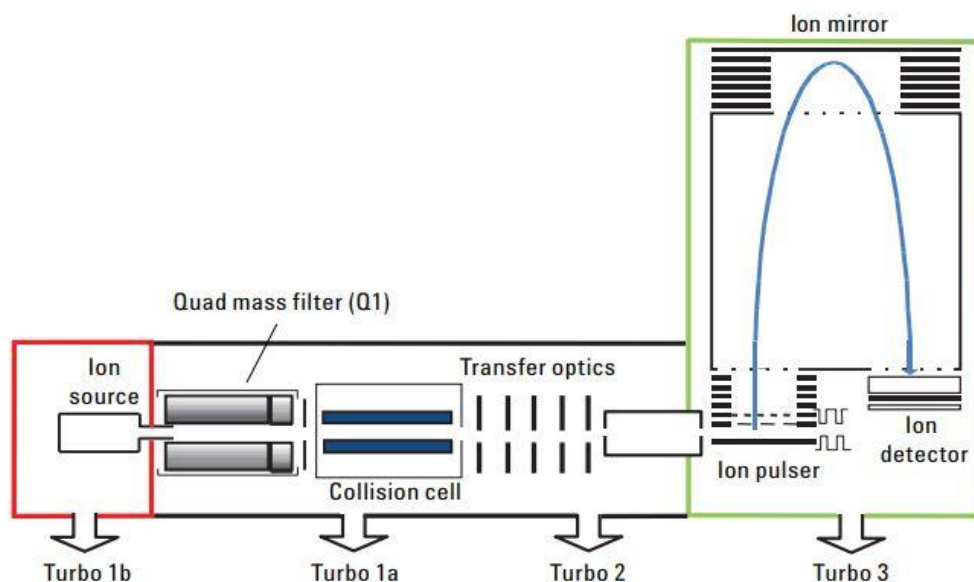 Ion mirror
Quad mass filter (Q1)
Ion
source
Transfer optics
Collision cell
Ion pulser
Ion
detector
Turbo 1b
Turbo 1a
Turbo 2
Turbo 3